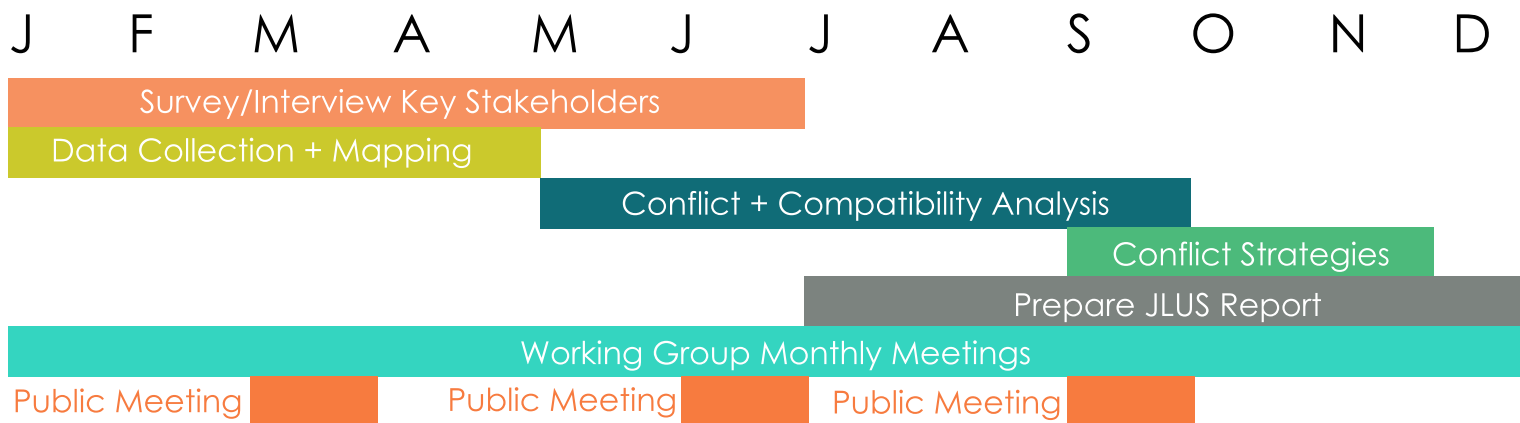 J F M A M J J A S O N D
Survey/Interview Key Stakeholders
Data Collection + Mapping
Conflict + Compatibility Analysis
Conflict Strategies
Prepare JLUS Report
Working Group Monthly Meetings
Public Meeting Public Meeting Public Meeting